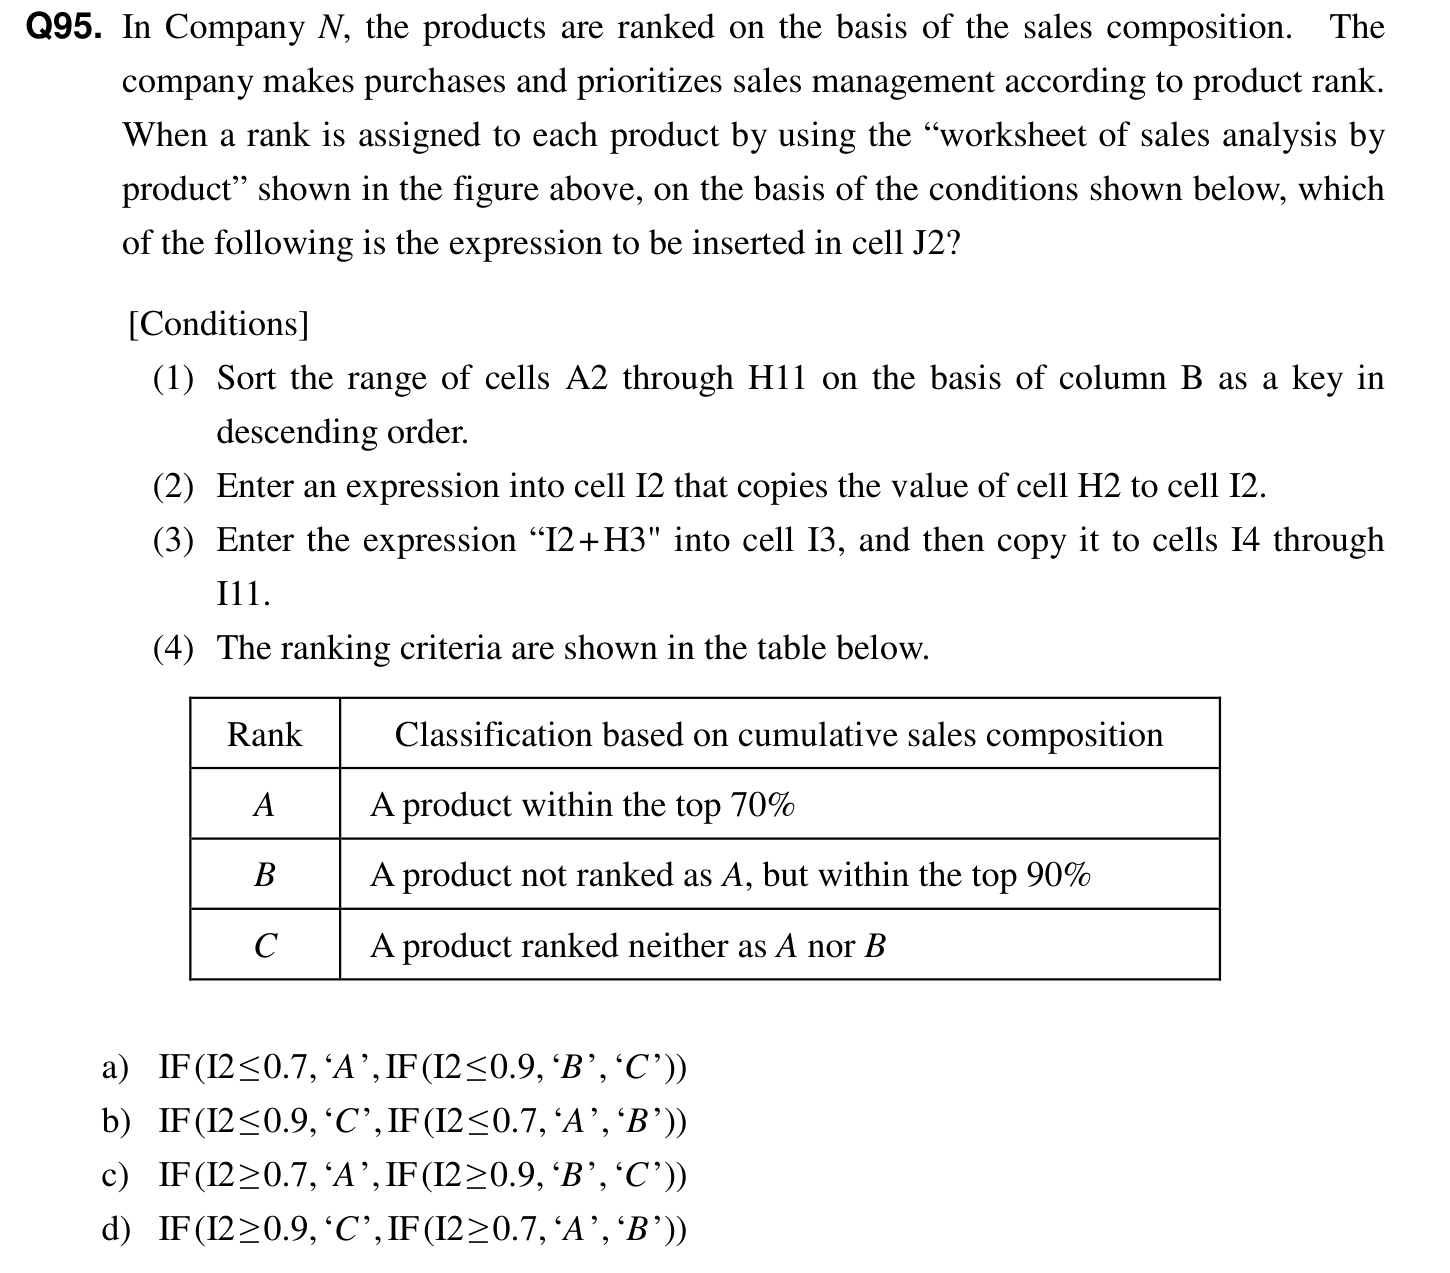 Q95. In Company N, the products are ranked on the basis of the sales composition. The
company makes purchases and prioritizes sales management according to product rank.
When a rank is assigned to each product by using the “worksheet of sales analysis by
product” shown in the figure above, on the basis of the conditions shown below, which
of the following is the expression to be inserted in cell J2?
[Conditions]
(1) Sort the range of cells A2 through H11 on the basis of column B as a key in
descending order.
(2) Enter an expression into cell I2 that copies the value of cell H2 to cell I2.
(3) Enter the expression “I2+H3" into cell I3, and then copy it to cells I4 through
I11.
(4) The ranking criteria are shown in the table below.
Rank Classification based on cumulative sales composition
A A product within the top 70%
B A product not ranked as A, but within the top 90%
C A product ranked neither as A nor B
a) IF(I2≤0.7, ‘A’, IF(I2≤0.9, ‘B’, ‘C’))
b) IF(I2≤0.9, ‘C’, IF(I2≤0.7, ‘A’, ‘B’))
c) IF(I2≥0.7, ‘A’, IF(I2≥0.9, ‘B’, ‘C’))
d) IF(I2≥0.9, ‘C’, IF(I2≥0.7, ‘A’, ‘B’))